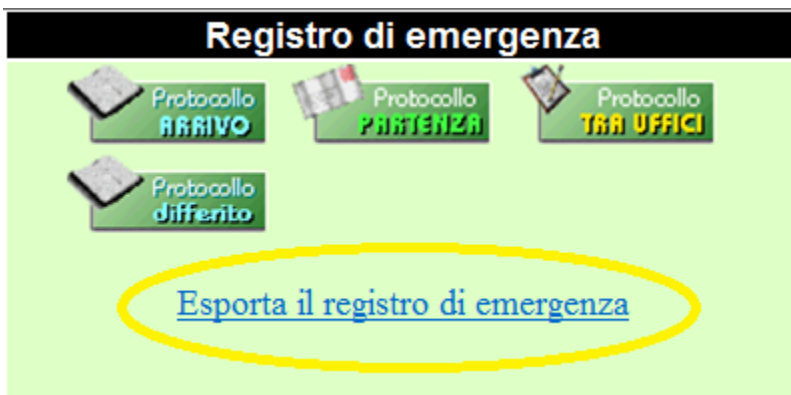 Registro di emergenza
Protocollo
ARRIVO
Protocollo
PARTENZA
Protocollo
TRA UFFICI
Protocollo
differito
Esporta il registro di emergenza